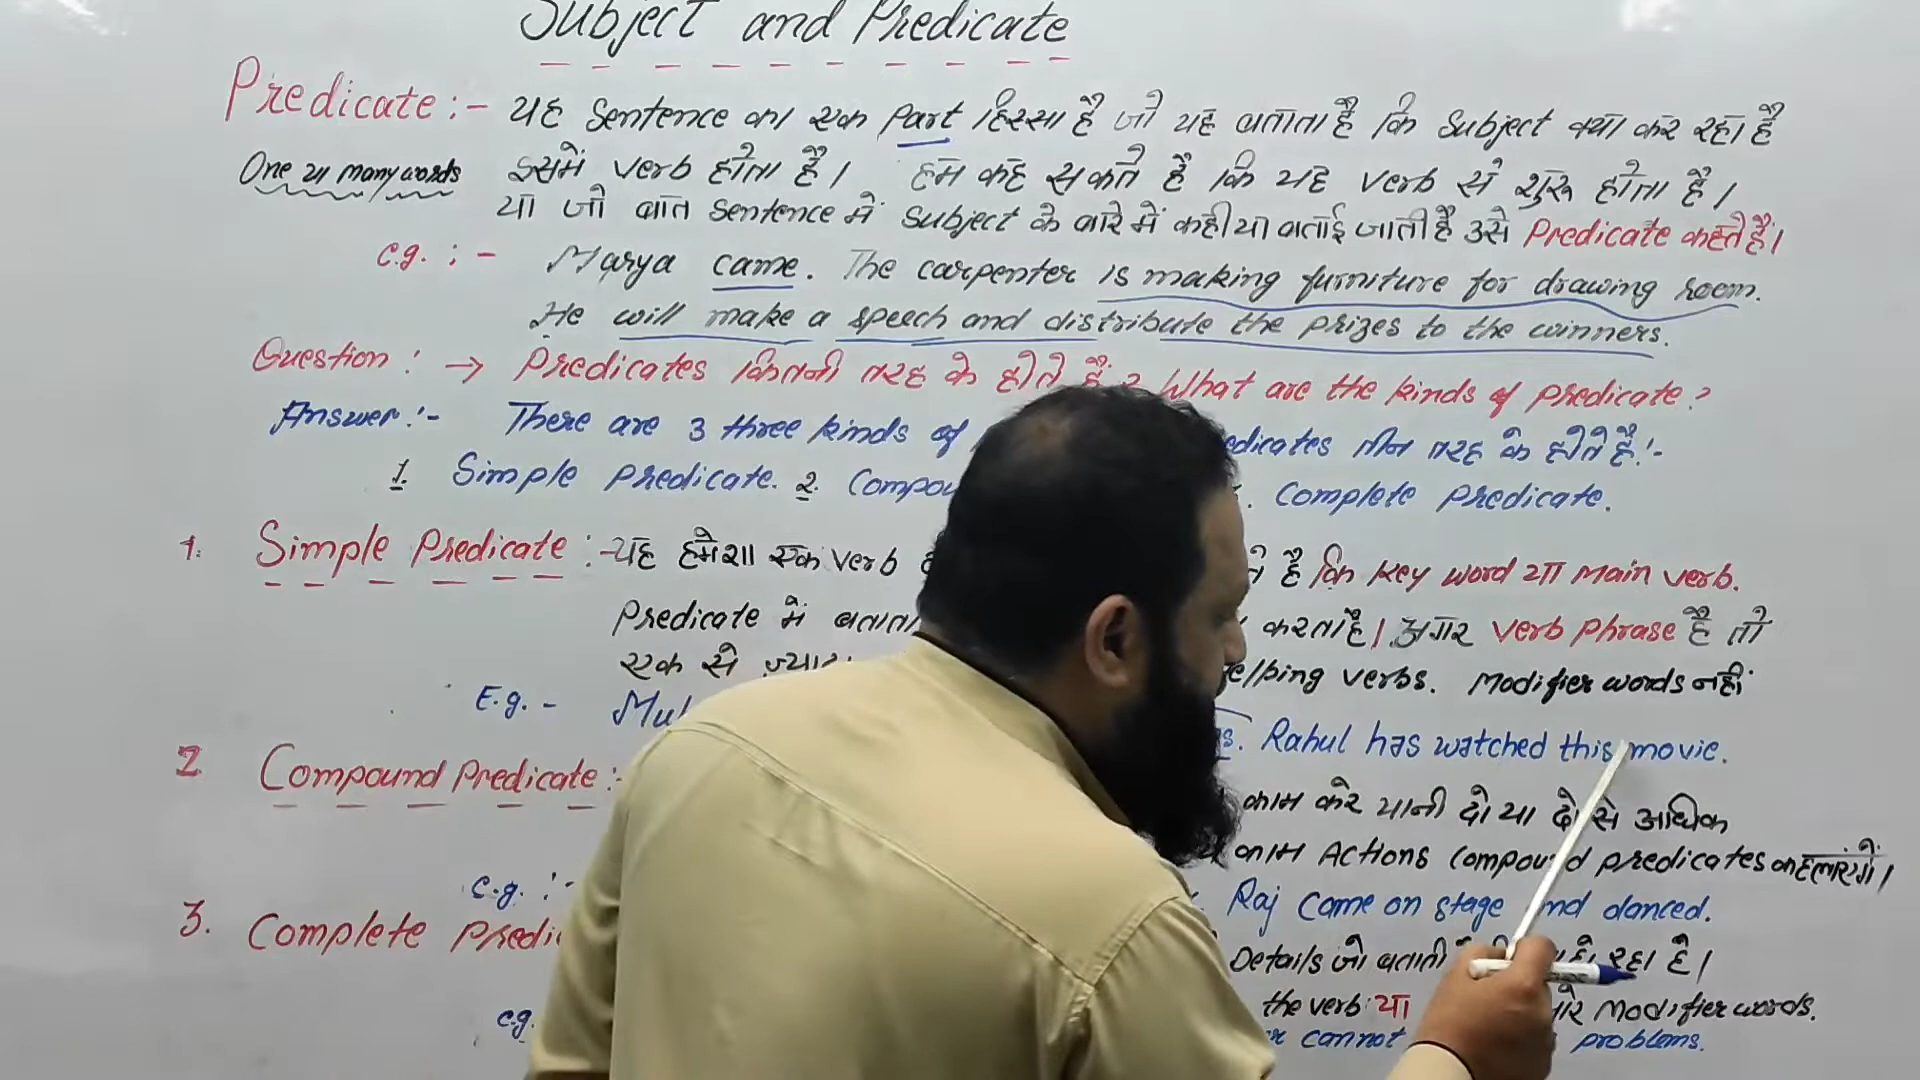 Subject and Predicate
Predicate :- यह sentence का एक part हिस्सा है जो यह बताता है कि subject क्या कर रहा है
One या many words इसमें verb होता है। हम कह सकते है कि यह verb से शुरू होता है।
या जो बात sentence में subject के बारे में कही या बताई जाती है उसे Predicate कहते है।
e.g. :- Marya came. The carpenter is making furniture for drawing room.
He will make a speech and distribute the prizes to the winners.
Question : → Predicates कितनी तरह के होते है ? What are the kinds of predicate ?
Answer :- There are 3 three kinds of edicates तीन तरह के होते है :-
1. Simple predicate. 2. Compou . Complete predicate.
1. Simple Predicate :- यह हमेशा एक verb है कि key word या main verb.
Predicate में बताता करता है। अगर verb phrase है तो
एक से ज़्यादा elping verbs. Modifier words नहीं
E.g. - Rahul has watched this movie.
2. Compound Predicate :- काम करे यानी दो या दो से अधिक
काम Actions compound predicates कहलाएंगे।
e.g. :- Raj came on stage and danced.
3. Complete Predic Details जो बताती रहा है।
the verb या modifier words.
e.g. cannot problems.